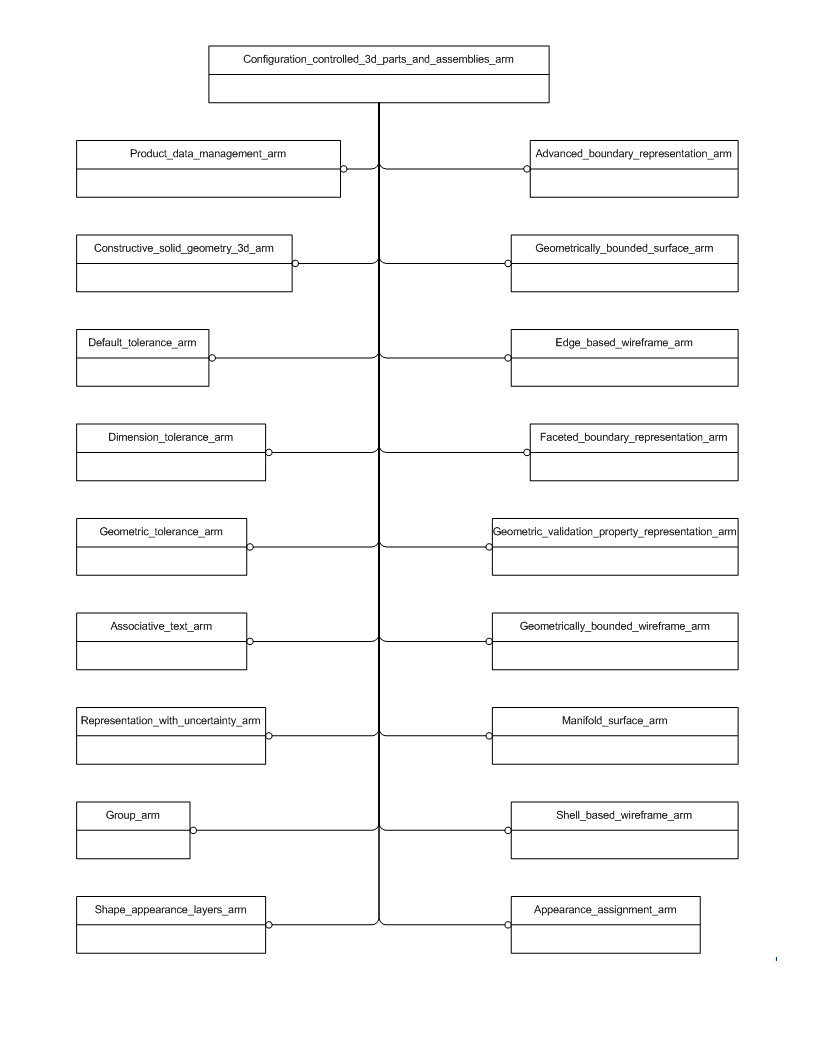 Configuration_controlled_3d_parts_and_assemblies_arm
Product_data_management_arm
Advanced_boundary_representation_arm
Constructive_solid_geometry_3d_arm
Geometrically_bounded_surface_arm
Default_tolerance_arm
Edge_based_wireframe_arm
Dimension_tolerance_arm
Faceted_boundary_representation_arm
Geometric_tolerance_arm
Geometric_validation_property_representation_arm
Associative_text_arm
Geometrically_bounded_wireframe_arm
Representation_with_uncertainty_arm
Manifold_surface_arm
Group_arm
Shell_based_wireframe_arm
Shape_appearance_layers_arm
Appearance_assignment_arm